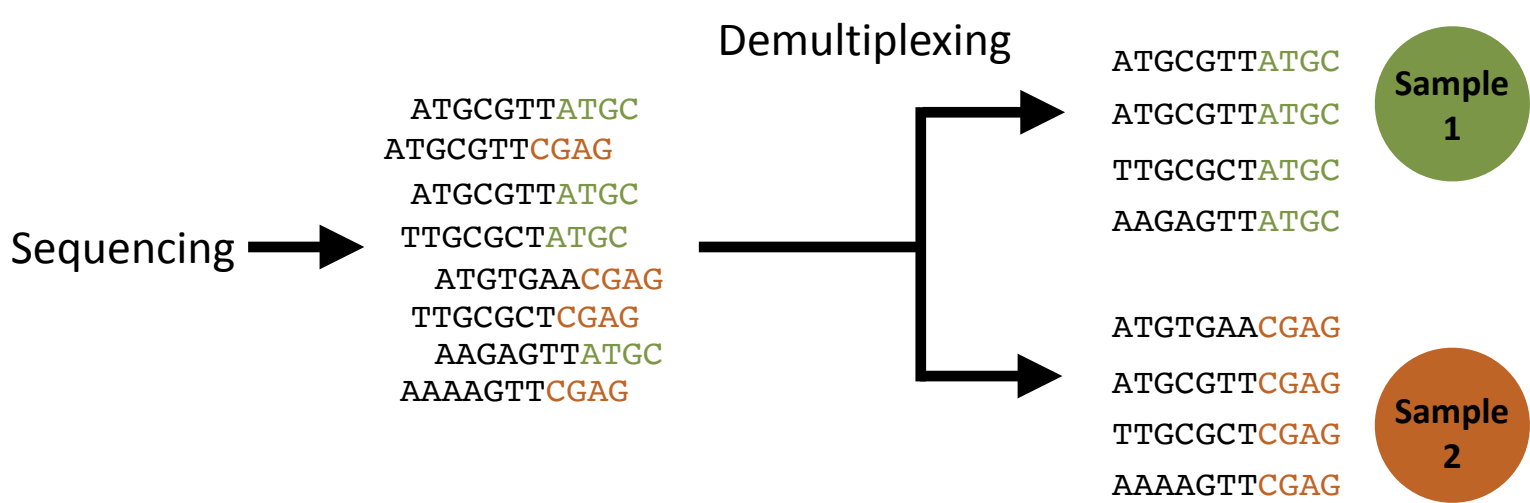 Sequencing
ATGCGTTATGC
ATGCGTTCGAG
ATGCGTTATGC
TTGCGCTATGC
ATGTGAACGAG
TTGCGCTCGAG
AAGAGTTATGC
AAAAGTTCGAG
Demultiplexing
ATGCGTTATGC
ATGCGTTATGC
TTGCGCTATGC
AAGAGTTATGC
Sample
1
ATGTGAACGAG
ATGCGTTCGAG
TTGCGCTCGAG
AAAAGTTCGAG
Sample
2